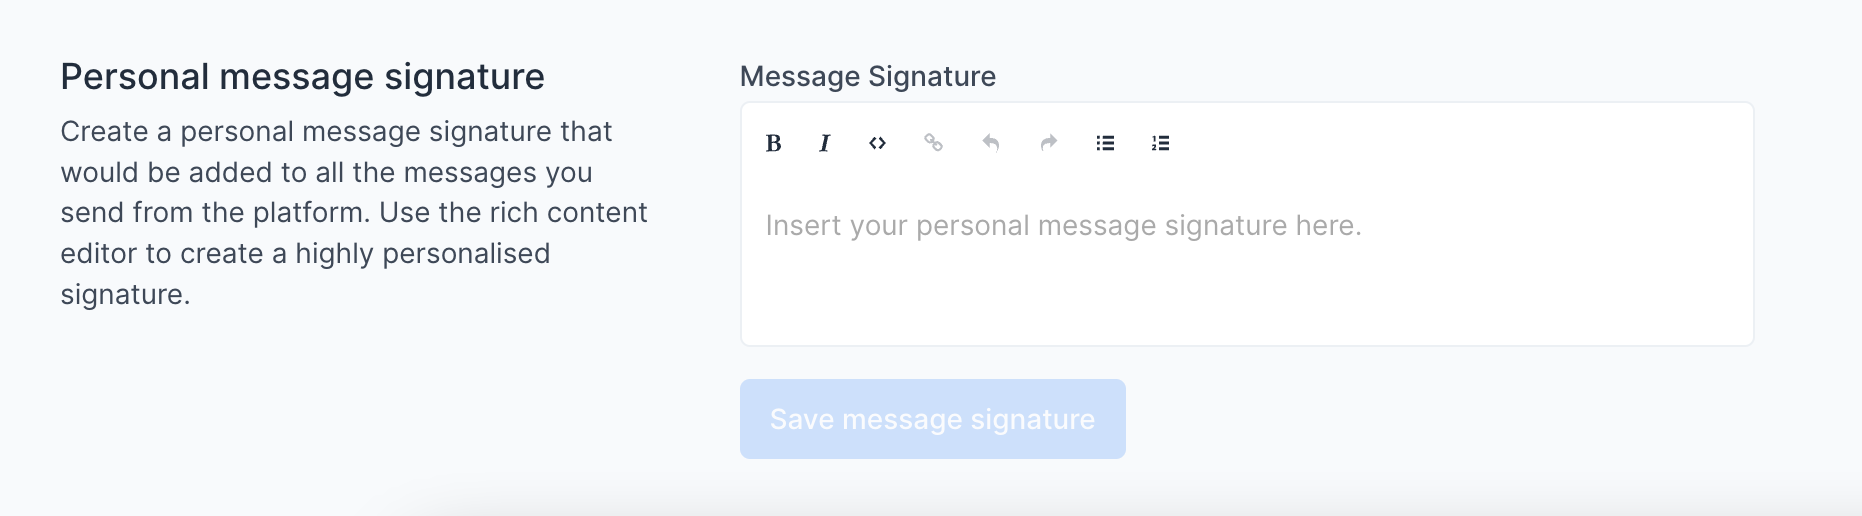 Personal message signature
Create a personal message signature that
would be added to all the messages you
send from the platform. Use the rich content
editor to create a highly personalised
signature.
Message Signature
B I
Insert your personal message signature here.
Save message signature